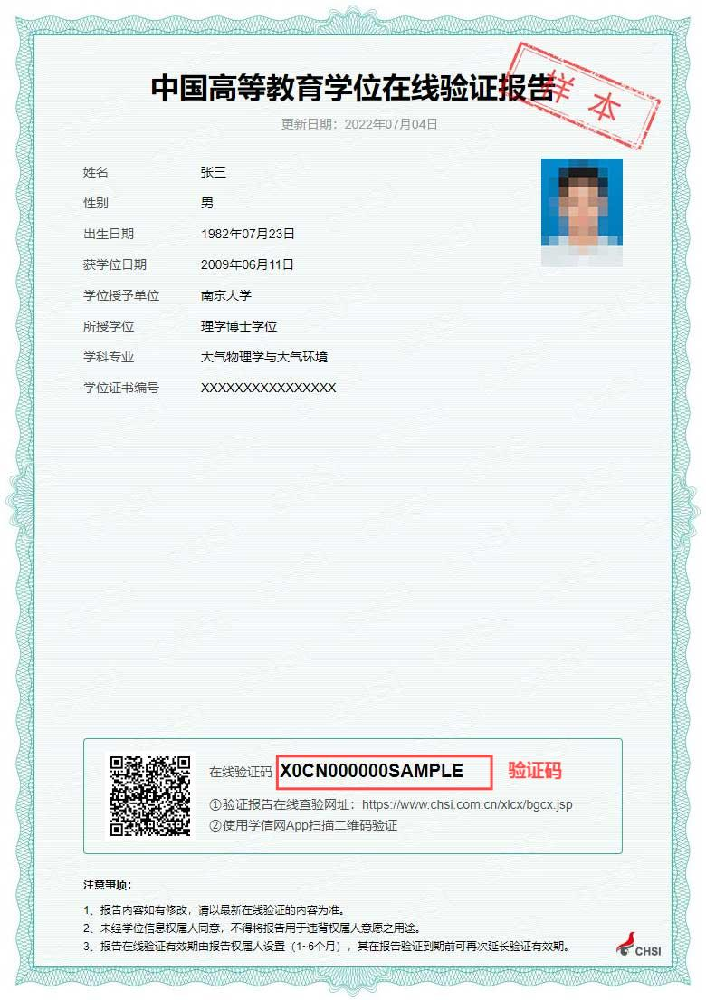 中国高等教育学位在线验证报告
样本
更新日期：2022年07月04日
姓名 张三
性别 男
出生日期 1982年07月23日
获学位日期 2009年06月11日
学位授予单位 南京大学
所授学位 理学博士学位
学科专业 大气物理学与大气环境
学位证书编号 XXXXXXXXXXXXXXXX
在线验证码 X0CN000000SAMPLE 验证码
①验证报告在线查验网址：https://www.chsi.com.cn/xlcx/bgcx.jsp
②使用学信网App扫描二维码验证
注意事项：
1、报告内容如有修改，请以最新在线验证的内容为准。
2、未经学位信息权属人同意，不得将报告用于违背权属人意愿之用途。
3、报告在线验证有效期由报告权属人设置（1~6个月），其在报告验证到期前可再次延长验证有效期。
CHSI